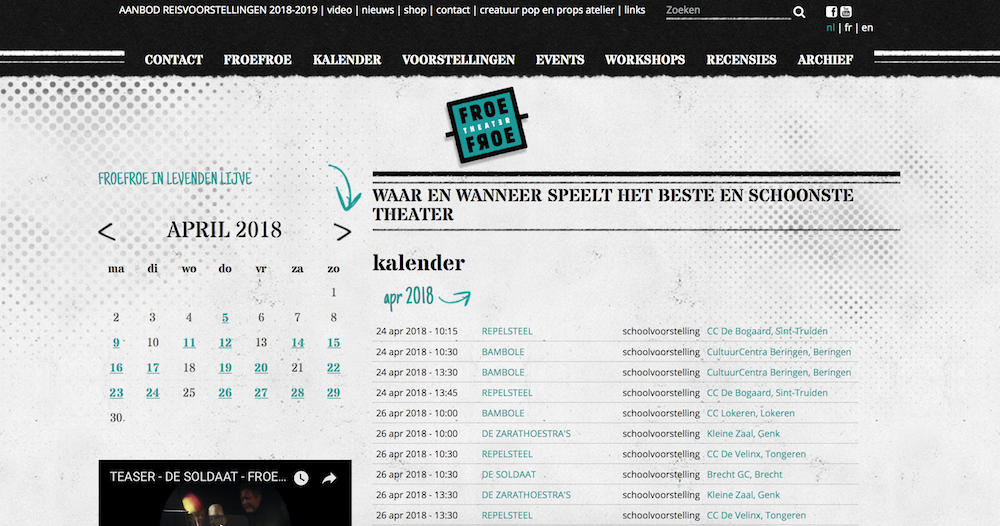 AANBOD REISVOORSTELLINGEN 2018-2019 | video | nieuws | shop | contact | creatuur pop en props atelier | links
Zoeken
nl | fr | en
CONTACT FROEFROE KALENDER VOORSTELLINGEN EVENTS WORKSHOPS RECENSIES ARCHIEF
FROE
THEATER
FROE
FROEFROE IN LEVENDEN LIJVE
< APRIL 2018 >
ma di wo do vr za zo
1
2 3 4 5 6 7 8
9 10 11 12 13 14 15
16 17 18 19 20 21 22
23 24 25 26 27 28 29
30
TEASER - DE SOLDAAT - FROE...
WAAR EN WANNEER SPEELT HET BESTE EN SCHOONSTE
THEATER
kalender
apr 2018
24 apr 2018 - 10:15 REPELSTEEL schoolvoorstelling CC De Bogaard, Sint-Truiden
24 apr 2018 - 10:30 BAMBOLE schoolvoorstelling CultuurCentra Beringen, Beringen
24 apr 2018 - 13:30 BAMBOLE schoolvoorstelling CultuurCentra Beringen, Beringen
24 apr 2018 - 13:45 REPELSTEEL schoolvoorstelling CC De Bogaard, Sint-Truiden
26 apr 2018 - 10:00 BAMBOLE schoolvoorstelling CC Lokeren, Lokeren
26 apr 2018 - 10:00 DE ZARATHOESTRA'S schoolvoorstelling Kleine Zaal, Genk
26 apr 2018 - 10:30 REPELSTEEL schoolvoorstelling CC De Velinx, Tongeren
26 apr 2018 - 10:30 DE SOLDAAT schoolvoorstelling Brecht GC, Brecht
26 apr 2018 - 13:30 DE ZARATHOESTRA'S schoolvoorstelling Kleine Zaal, Genk
26 apr 2018 - 13:30 REPELSTEEL schoolvoorstelling CC De Velinx, Tongeren